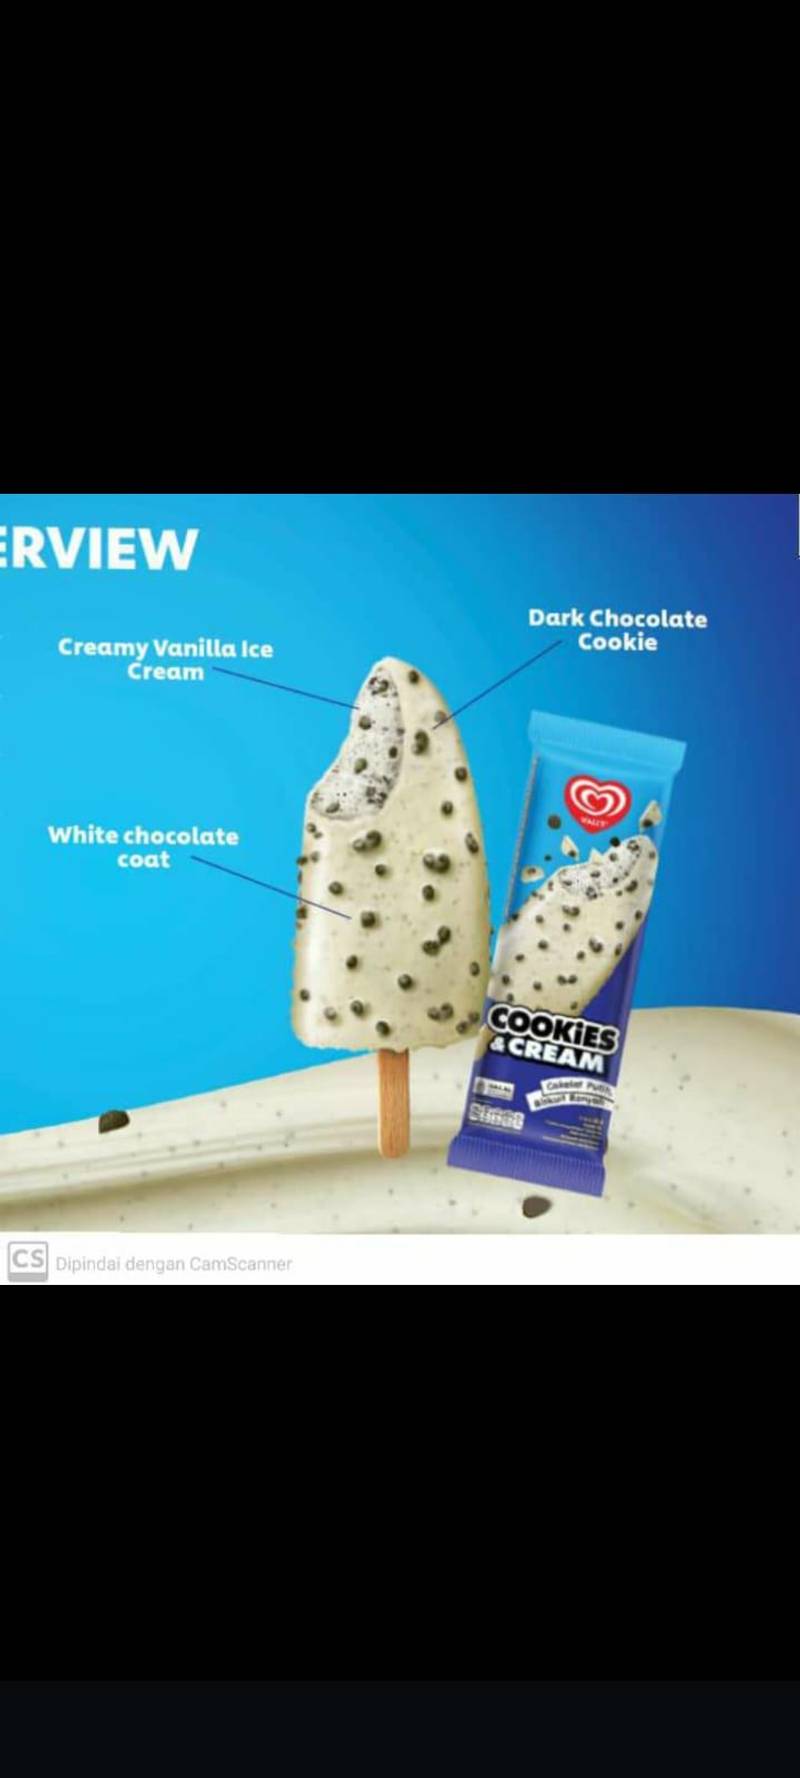 ERVIEW
Dark Chocolate
Cookie
Creamy Vanilla Ice
Cream
White chocolate
coat
WALL'S
COOKiES
& CREAM
HALAL
Cokelat Putih
Biskuit Renyah
CS Dipindai dengan CamScanner